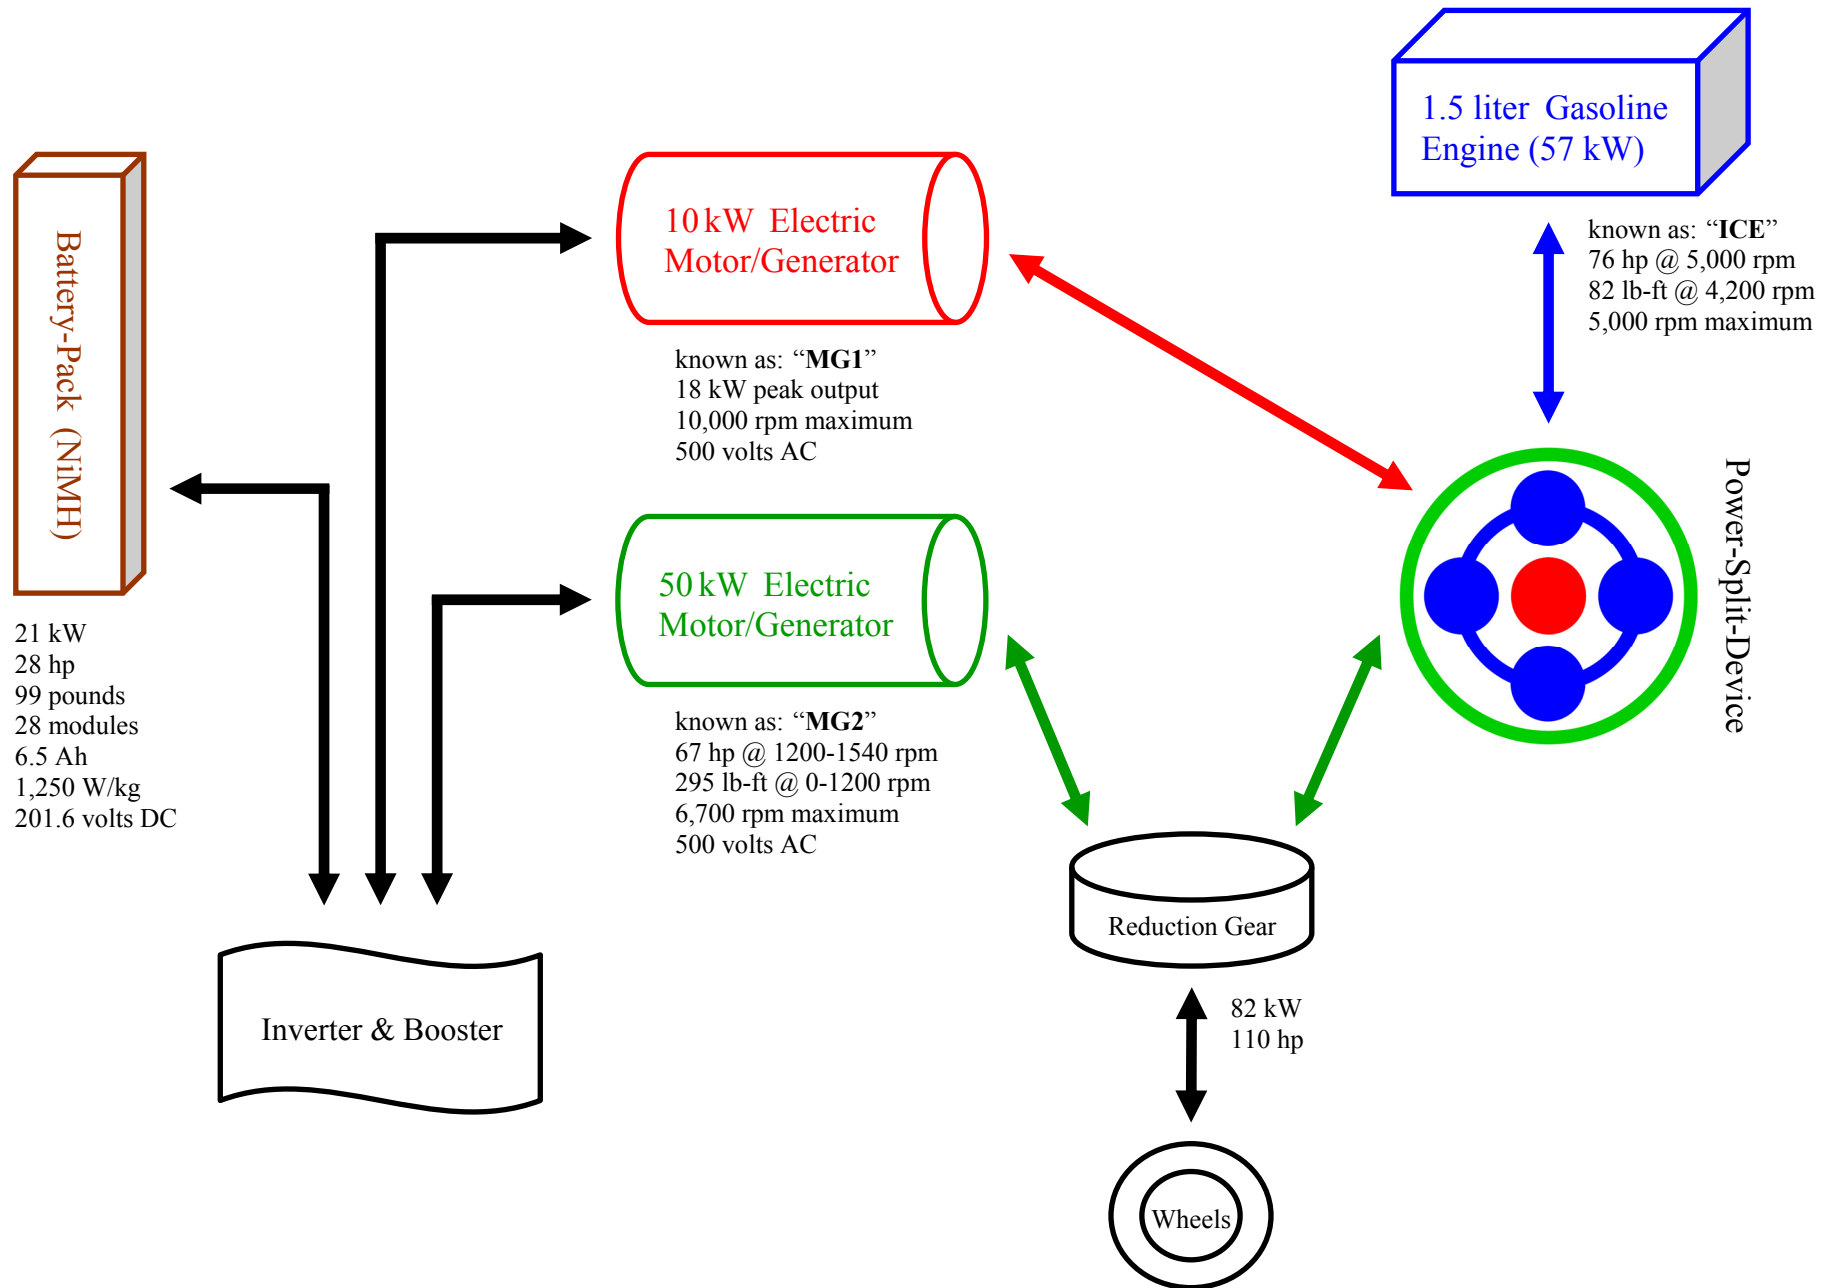 1.5 liter Gasoline
Engine (57 kW)
known as: “ICE”
76 hp @ 5,000 rpm
82 lb-ft @ 4,200 rpm
5,000 rpm maximum
10 kW Electric
Motor/Generator
known as: “MG1”
18 kW peak output
10,000 rpm maximum
500 volts AC
Battery-Pack (NiMH)
21 kW
28 hp
99 pounds
28 modules
6.5 Ah
1,250 W/kg
201.6 volts DC
50 kW Electric
Motor/Generator
known as: “MG2”
67 hp @ 1200-1540 rpm
295 lb-ft @ 0-1200 rpm
6,700 rpm maximum
500 volts AC
Power-Split-Device
Reduction Gear
82 kW
110 hp
Inverter & Booster
Wheels